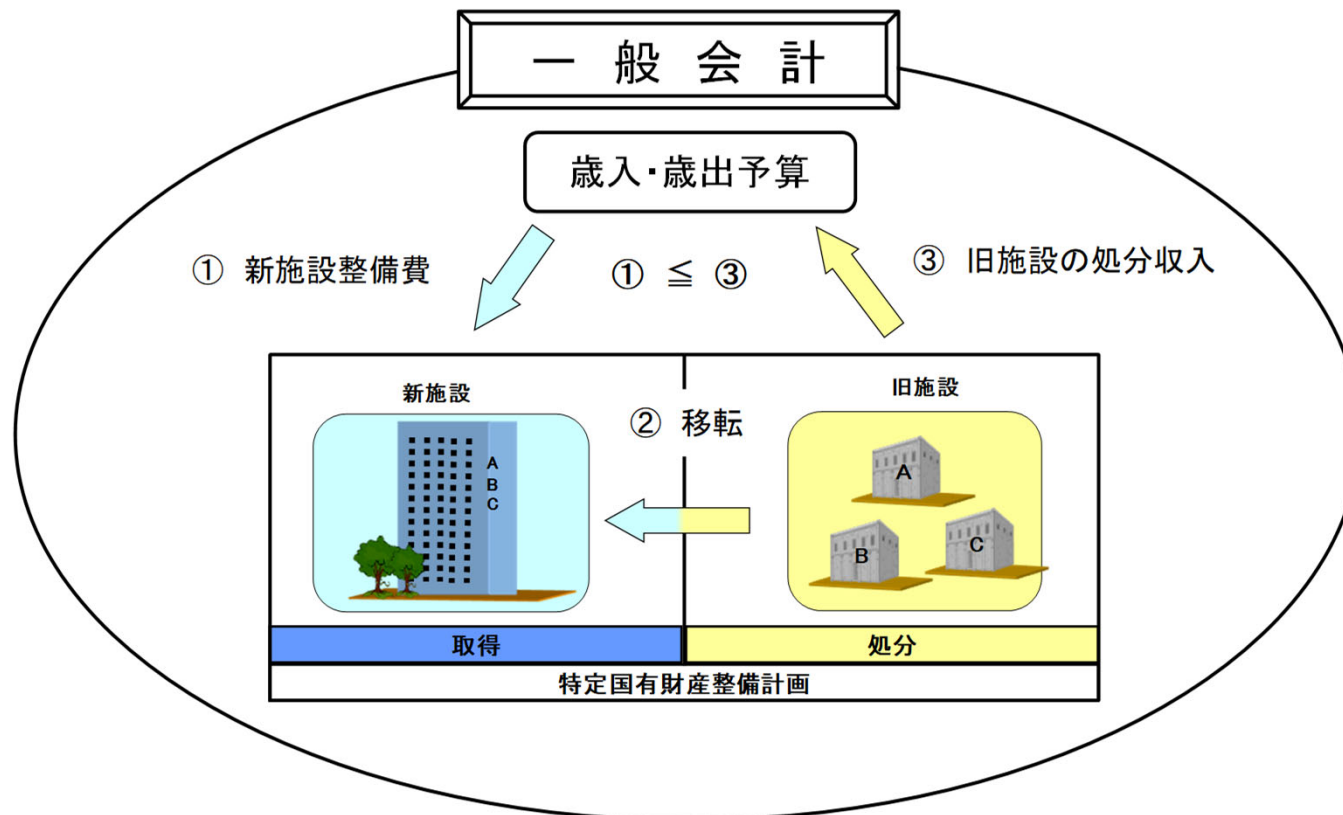 一般会計
歳入・歳出予算
① 新施設整備費
① ≦ ③
③ 旧施設の処分収入
新施設
② 移転
旧施設
A
B
C
A
B
C
取得
処分
特定国有財産整備計画